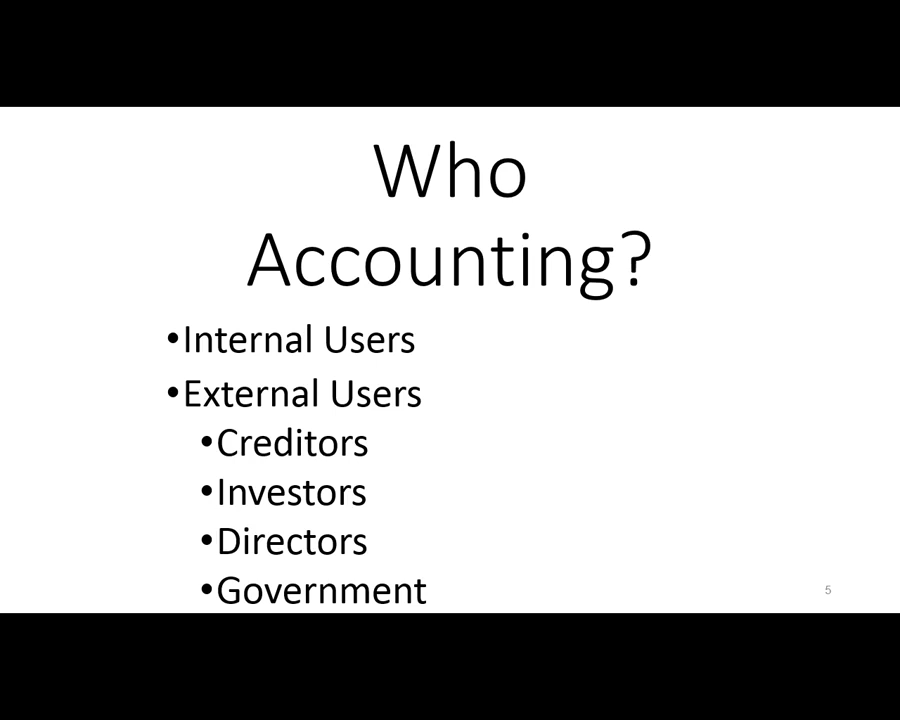 Who
Accounting?
•Internal Users
•External Users
•Creditors
•Investors
•Directors
•Government
5